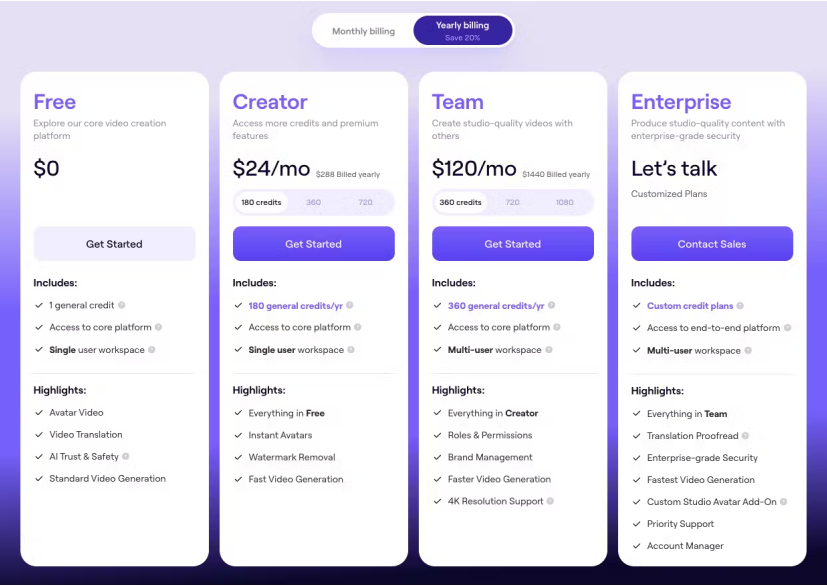 Monthly billing
Yearly billing
Save 20%
Free
Explore our core video creation
platform
$0
Get Started
Includes:
1 general credit
Access to core platform
Single user workspace
Highlights:
Avatar Video
Video Translation
AI Trust & Safety
Standard Video Generation
Creator
Access more credits and premium
features
$24/mo $288 Billed yearly
180 credits 360 720
Get Started
Includes:
180 general credits/yr
Access to core platform
Single user workspace
Highlights:
Everything in Free
Instant Avatars
Watermark Removal
Fast Video Generation
Team
Create studio-quality videos with
others
$120/mo $1440 Billed yearly
360 credits 720 1080
Get Started
Includes:
360 general credits/yr
Access to core platform
Multi-user workspace
Highlights:
Everything in Creator
Roles & Permissions
Brand Management
Faster Video Generation
4K Resolution Support
Enterprise
Produce studio-quality content with
enterprise-grade security
Let's talk
Customized Plans
Contact Sales
Includes:
Custom credit plans
Access to end-to-end platform
Multi-user workspace
Highlights:
Everything in Team
Translation Proofread
Enterprise-grade Security
Fastest Video Generation
Custom Studio Avatar Add-On
Priority Support
Account Manager